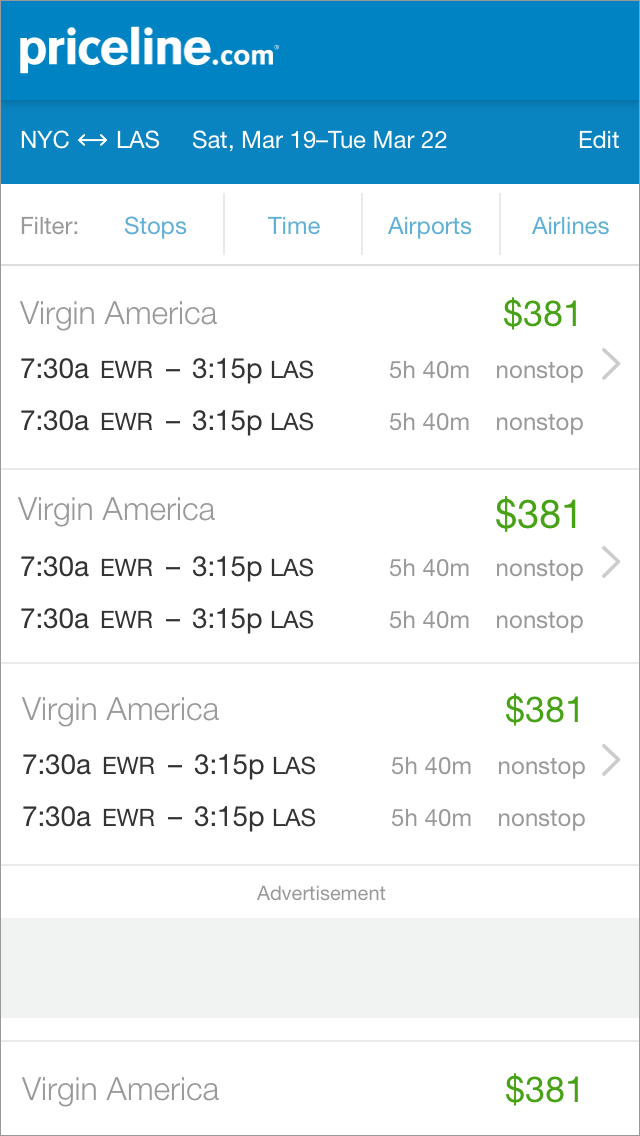 priceline.com®
NYC ↔ LAS Sat, Mar 19–Tue Mar 22 Edit
Filter: Stops Time Airports Airlines
Virgin America $381
7:30a EWR – 3:15p LAS 5h 40m nonstop
7:30a EWR – 3:15p LAS 5h 40m nonstop
Virgin America $381
7:30a EWR – 3:15p LAS 5h 40m nonstop
7:30a EWR – 3:15p LAS 5h 40m nonstop
Virgin America $381
7:30a EWR – 3:15p LAS 5h 40m nonstop
7:30a EWR – 3:15p LAS 5h 40m nonstop
Advertisement
Virgin America $381